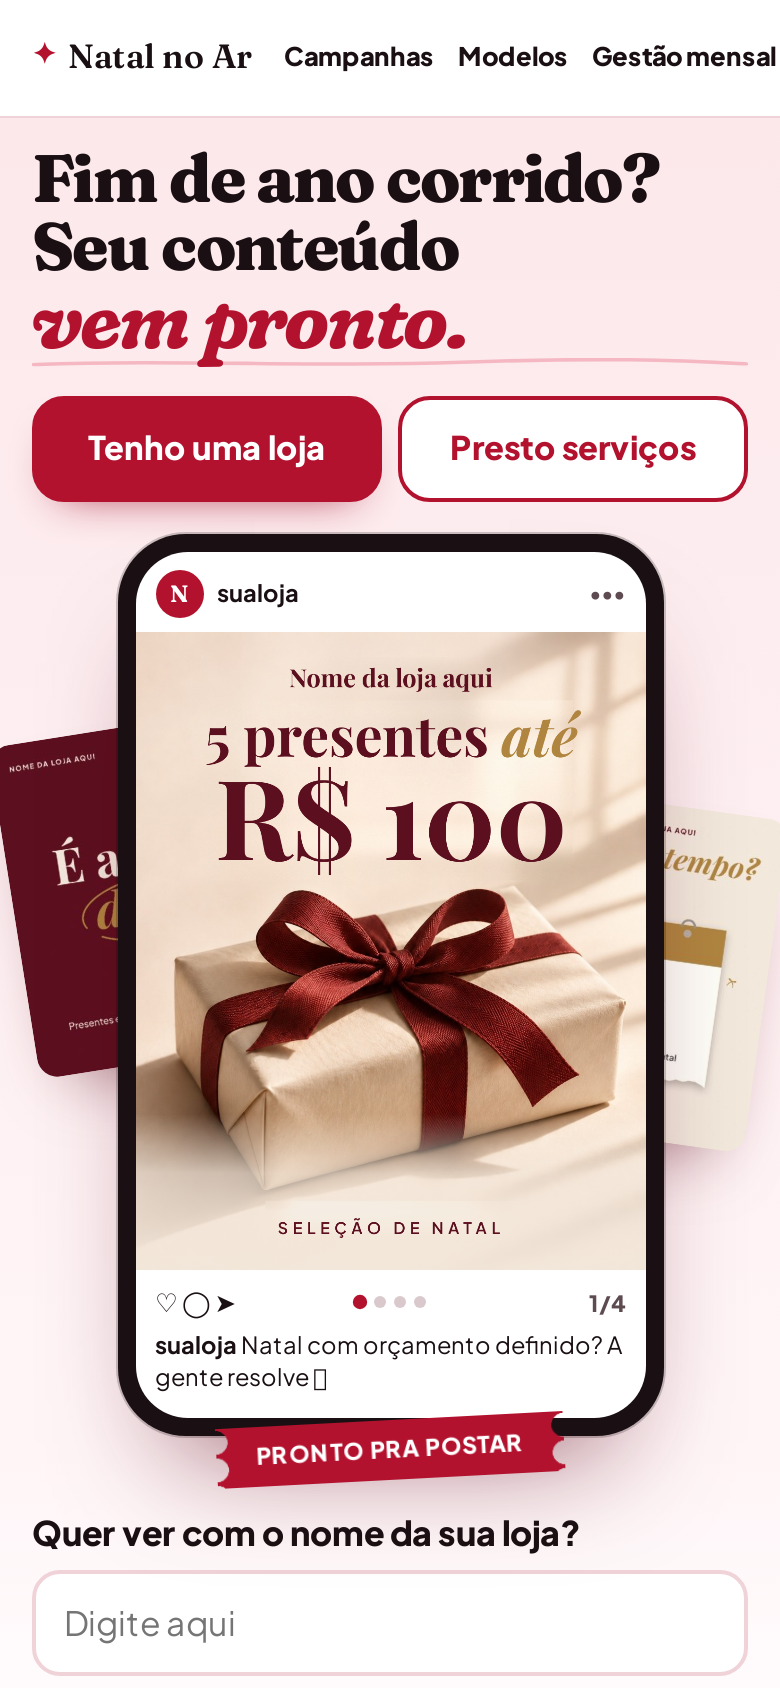 Natal no Ar
Campanhas
Modelos
Gestão mensal
Fim de ano corrido?
Seu conteúdo
vem pronto.
Tenho uma loja
Presto serviços
N
sualoja
Nome da loja aqui
5 presentes até
R$ 100
SELEÇÃO DE NATAL
NOME DA LOJA AQUI
É a
d
Presentes e
JA AQUI
tempo?
1/4
sualoja Natal com orçamento definido? A
gente resolve
PRONTO PRA POSTAR
Quer ver com o nome da sua loja?
Digite aqui